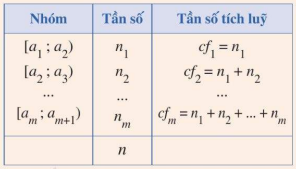 Nhóm Tần số Tần số tích luỹ
[a₁ ; a₂) n₁ cf₁ = n₁
[a₂ ; a₃) n₂ cf₂ = n₁ + n₂
... ... ...
[aₘ ; aₘ₊₁) nₘ cfₘ = n₁ + n₂ + ... + nₘ
n